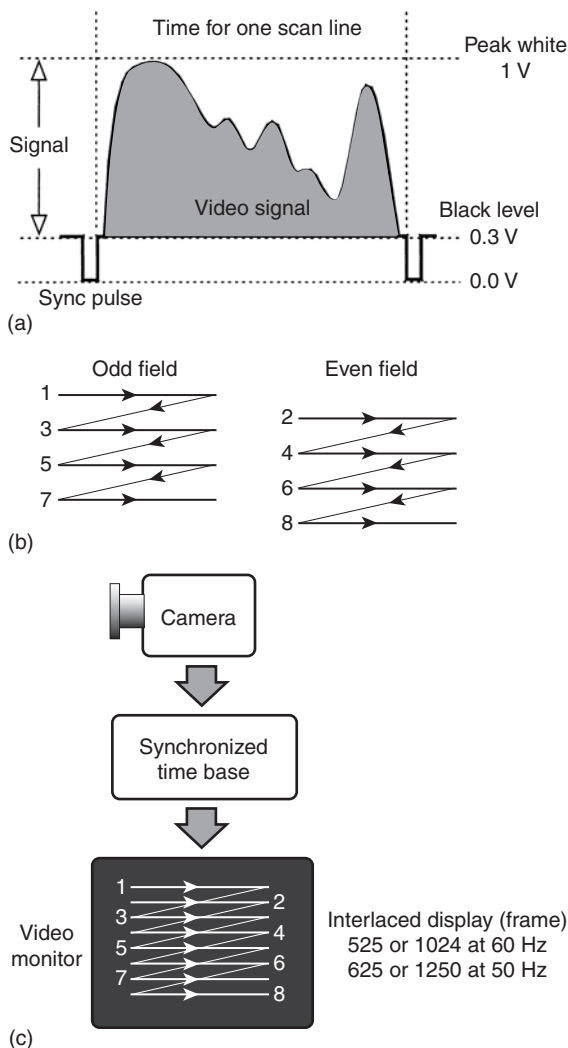 Time for one scan line
Peak white
1 V
Signal
Video signal
Black level
0.3 V
0.0 V
Sync pulse
(a)
Odd field
Even field
1
3
5
7
2
4
6
8
(b)
Camera
Synchronized
time base
Video
monitor
1
2
3
4
5
6
7
8
Interlaced display (frame)
525 or 1024 at 60 Hz
625 or 1250 at 50 Hz
(c)